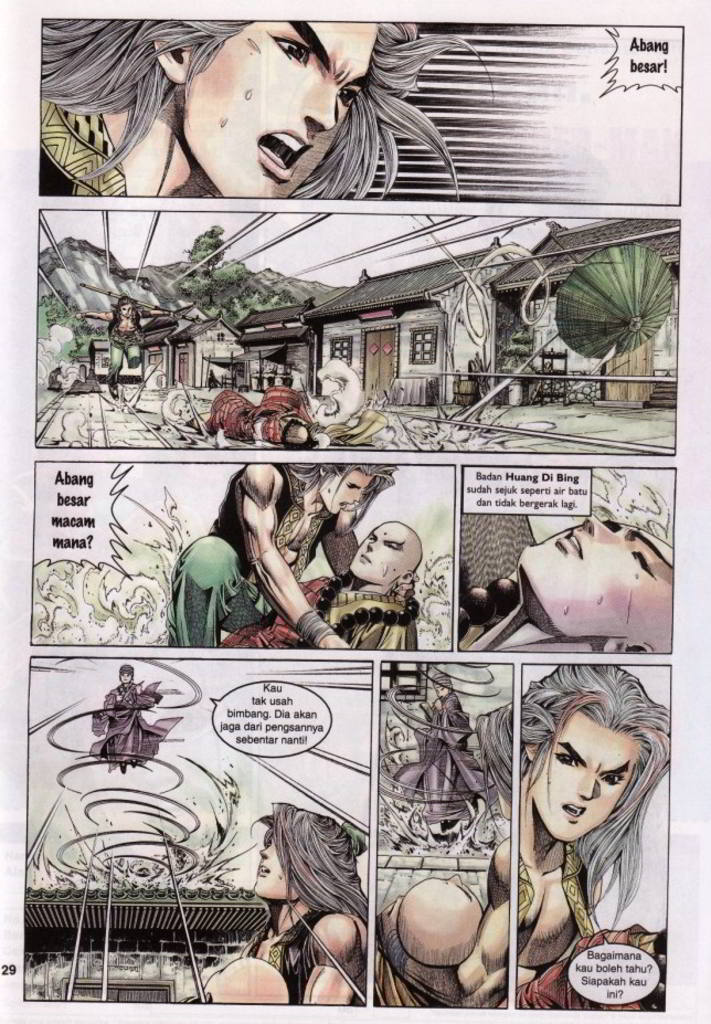 Abang
besar!
Abang
besar
macam
mana?
Badan Huang Di Bing
sudah sejuk seperti air batu
dan tidak bergerak lagi.
Kau
tak usah
bimbang. Dia akan
jaga dari pengsannya
sebentar nanti!
Bagaimana
kau boleh tahu?
Siapakah
ini?
29